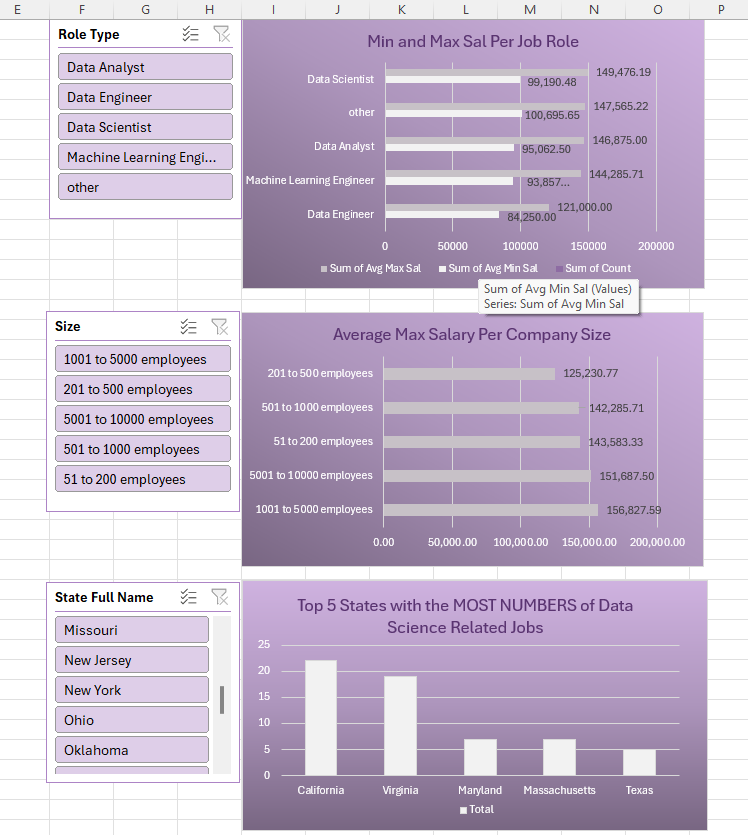 E F G H I J K L M N O P
Role Type
Data Analyst
Data Engineer
Data Scientist
Machine Learning Engi...
other
Min and Max Sal Per Job Role
Data Scientist 149,476.19
99,190.48
other 147,565.22
100,695.65
Data Analyst 146,875.00
95,062.50
Machine Learning Engineer 144,285.71
93,857...
Data Engineer 121,000.00
84,250.00
0 50000 100000 150000 200000
Sum of Avg Max Sal Sum of Avg Min Sal Sum of Count
Sum of Avg Min Sal (Values)
Series: Sum of Avg Min Sal
Size
1001 to 5000 employees
201 to 500 employees
5001 to 10000 employees
501 to 1000 employees
51 to 200 employees
Average Max Salary Per Company Size
201 to 500 employees 125,230.77
501 to 1000 employees 142,285.71
51 to 200 employees 143,583.33
5001 to 10000 employees 151,687.50
1001 to 5000 employees 156,827.59
0.00 50,000.00 100,000.00 150,000.00 200,000.00
State Full Name
Missouri
New Jersey
New York
Ohio
Oklahoma
Top 5 States with the MOST NUMBERS of Data
Science Related Jobs
25
20
15
10
5
0
California Virginia Maryland Massachusetts Texas
Total